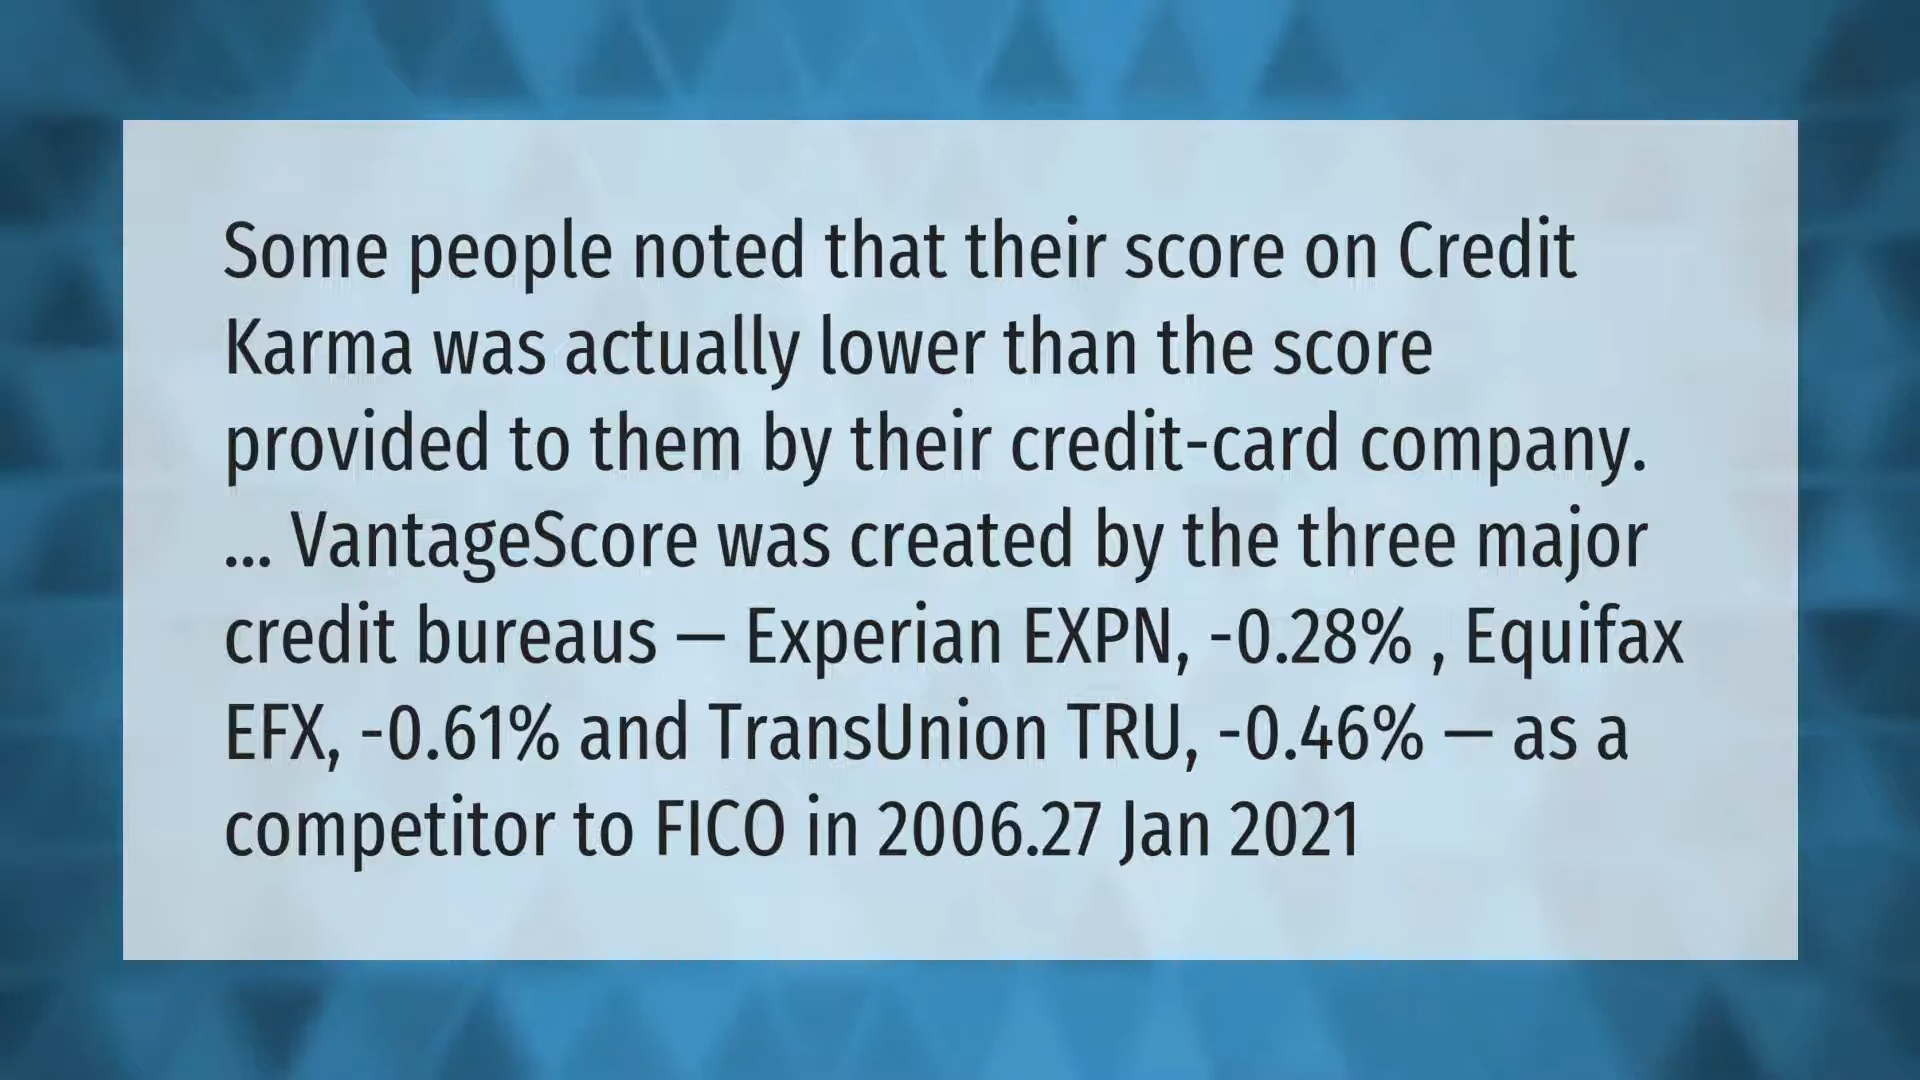 Some people noted that their score on Credit
Karma was actually lower than the score
provided to them by their credit-card company.
... VantageScore was created by the three major
credit bureaus — Experian EXPN, -0.28% , Equifax
EFX, -0.61% and TransUnion TRU, -0.46% — as a
competitor to FICO in 2006.27 Jan 2021